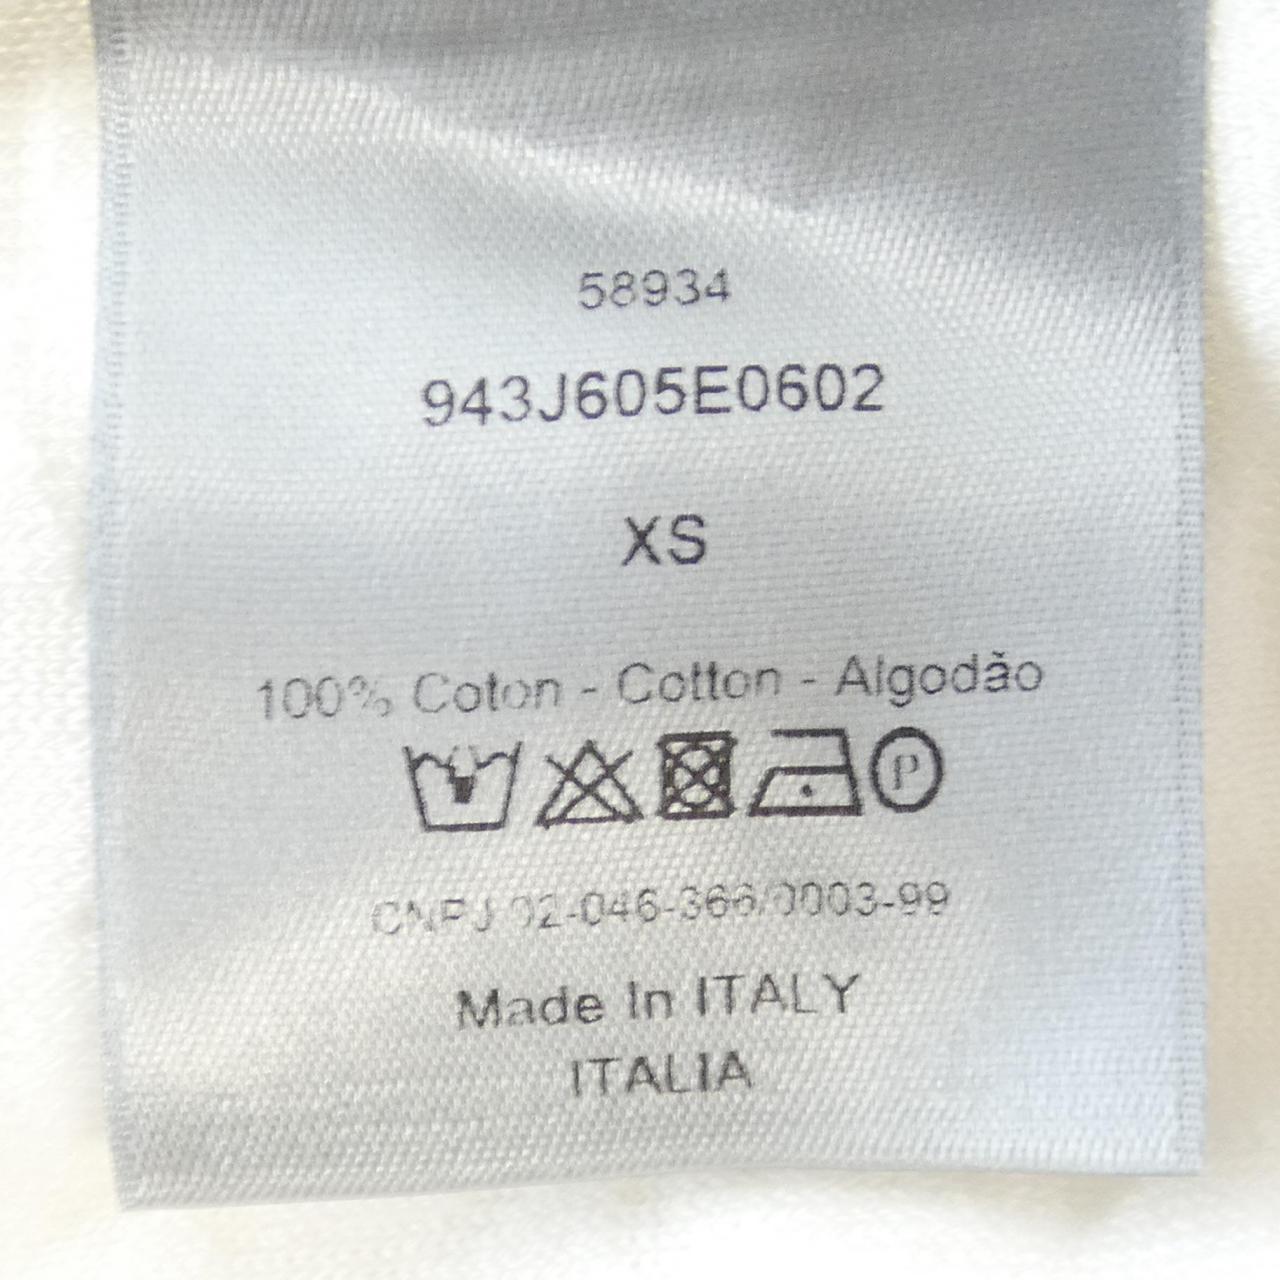 58934
943J605E0602
XS
100% Coton - Cotton - Algodão
P
CNPJ 02-046-366/0003-99
Made In ITALY
ITALIA